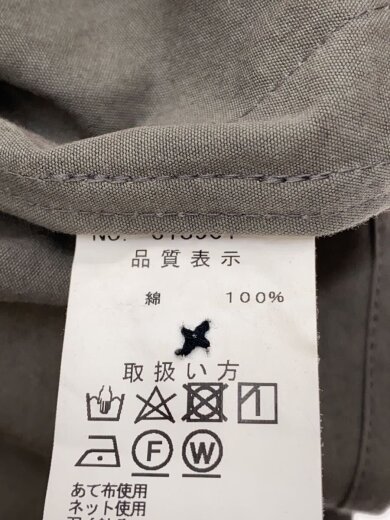 品質表示
綿 100%
取扱い方
F W
あて布使用
ネット使用